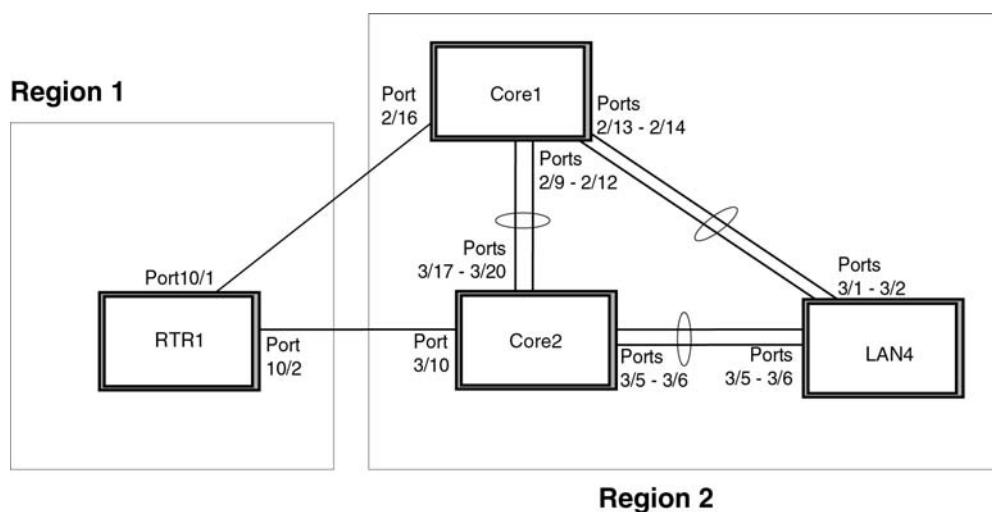 Region 1
Port
2/16
Core1
Ports
2/13 - 2/14
Ports
2/9 - 2/12
Ports
3/17 - 3/20
Port10/1
RTR1
Port
10/2
Port
3/10
Core2
Ports
3/5 - 3/6
Ports
3/5 - 3/6
Ports
3/1 - 3/2
LAN4
Region 2